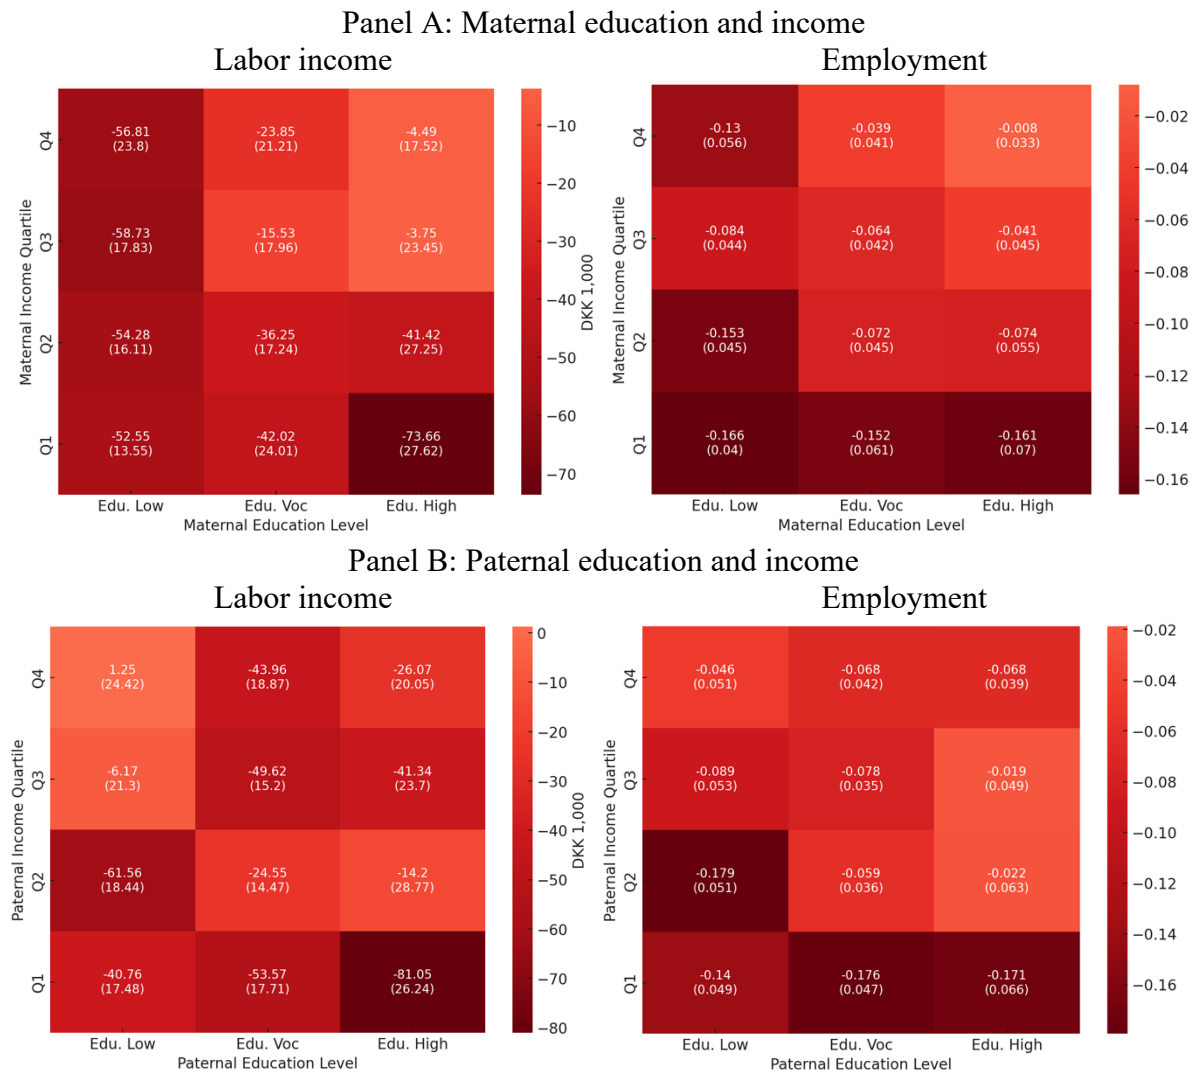 Panel A: Maternal education and income
Labor income
Employment
Maternal Income Quartile
Q4
-56.81
(23.8)
-23.85
(21.21)
-4.49
(17.52)
Q3
-58.73
(17.83)
-15.53
(17.96)
-3.75
(23.45)
Q2
-54.28
(16.11)
-36.25
(17.24)
-41.42
(27.25)
Q1
-52.55
(13.55)
-42.02
(24.01)
-73.66
(27.62)
Edu. Low
Edu. Voc
Edu. High
Maternal Education Level
−10
−20
−30
−40
−50
−60
−70
DKK 1,000
Maternal Income Quartile
Q4
-0.13
(0.056)
-0.039
(0.041)
-0.008
(0.033)
Q3
-0.084
(0.044)
-0.064
(0.042)
-0.041
(0.045)
Q2
-0.153
(0.045)
-0.072
(0.045)
-0.074
(0.055)
Q1
-0.166
(0.04)
-0.152
(0.061)
-0.161
(0.07)
Edu. Low
Edu. Voc
Edu. High
Maternal Education Level
−0.02
−0.04
−0.06
−0.08
−0.10
−0.12
−0.14
−0.16
Panel B: Paternal education and income
Labor income
Employment
Paternal Income Quartile
Q4
1.25
(24.42)
-43.96
(18.87)
-26.07
(20.05)
Q3
-6.17
(21.3)
-49.62
(15.2)
-41.34
(23.7)
Q2
-61.56
(18.44)
-24.55
(14.47)
-14.2
(28.77)
Q1
-40.76
(17.48)
-53.57
(17.71)
-81.05
(26.24)
Edu. Low
Edu. Voc
Edu. High
Paternal Education Level
0
−10
−20
−30
−40
−50
−60
−70
−80
DKK 1,000
Paternal Income Quartile
Q4
-0.046
(0.051)
-0.068
(0.042)
-0.068
(0.039)
Q3
-0.089
(0.053)
-0.078
(0.035)
-0.019
(0.049)
Q2
-0.179
(0.051)
-0.059
(0.036)
-0.022
(0.063)
Q1
-0.14
(0.049)
-0.176
(0.047)
-0.171
(0.066)
Edu. Low
Edu. Voc
Edu. High
Paternal Education Level
−0.02
−0.04
−0.06
−0.08
−0.10
−0.12
−0.14
−0.16